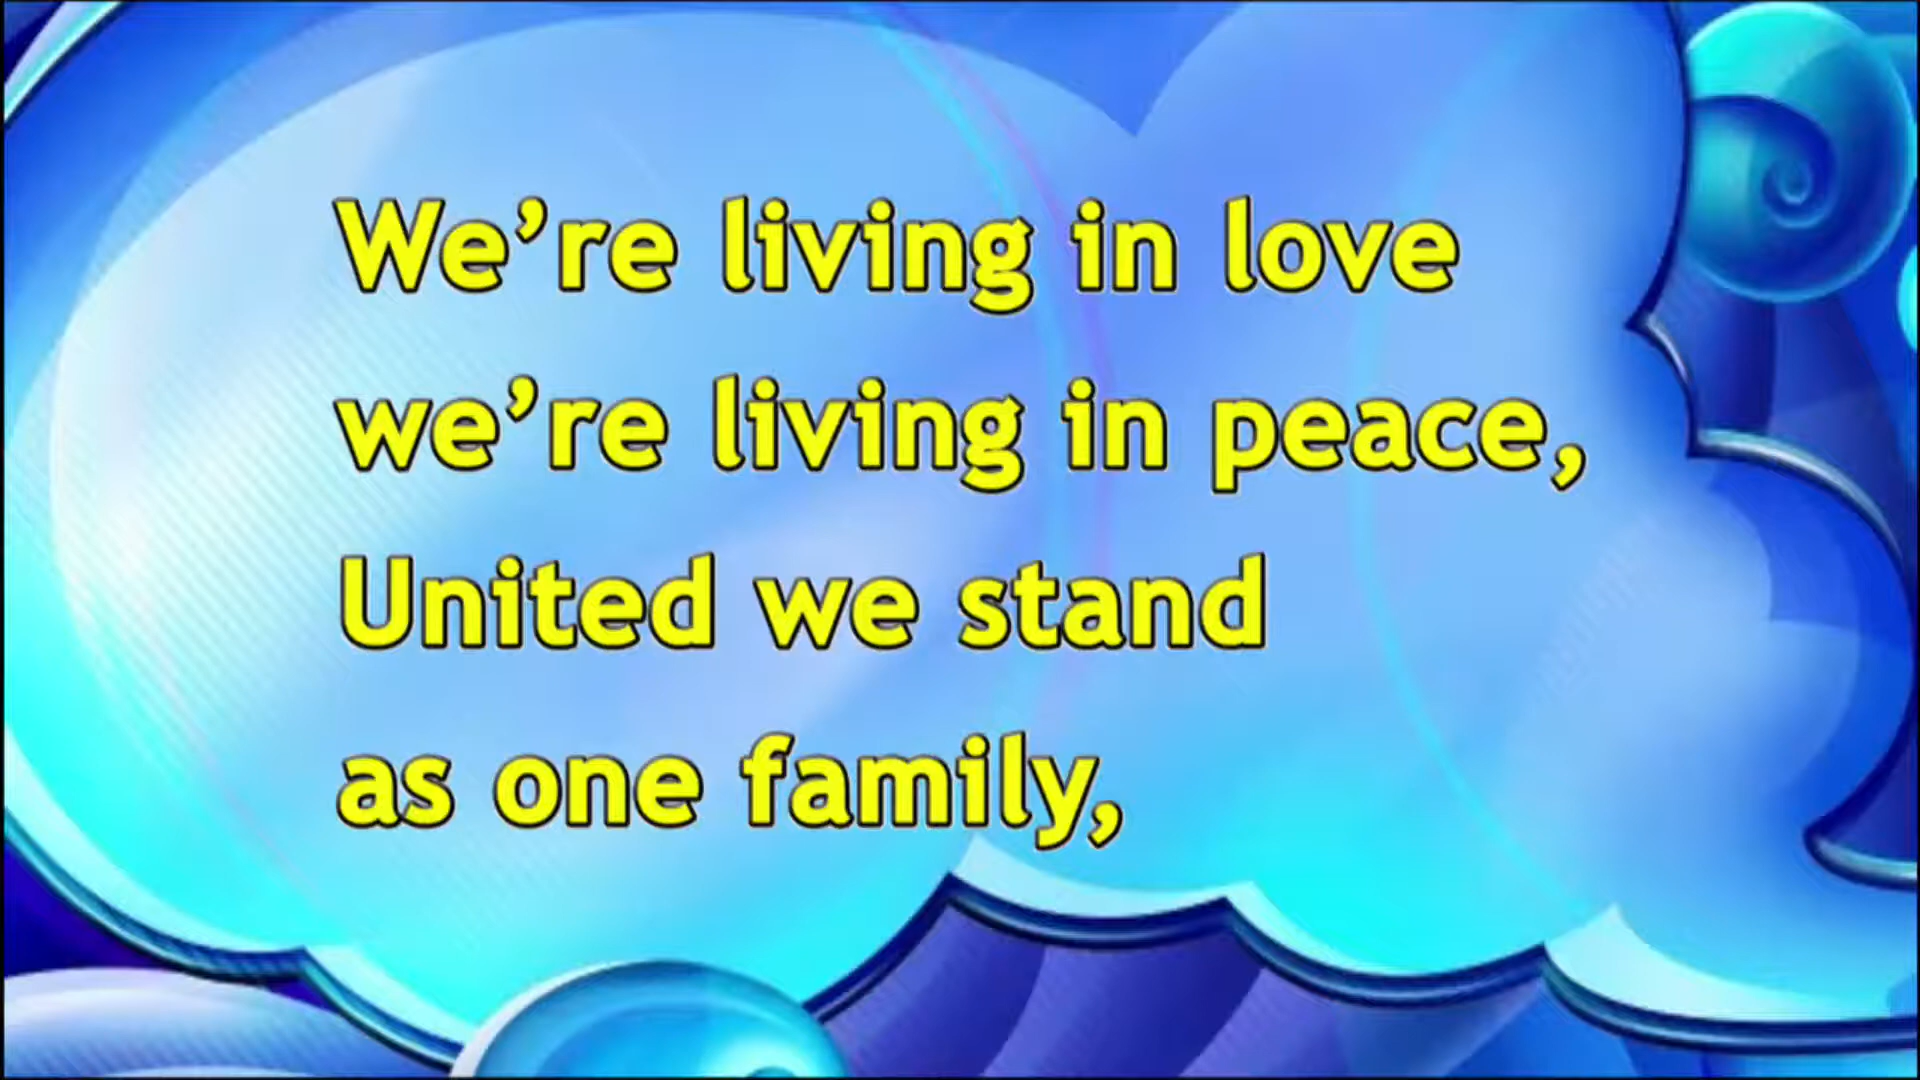 We’re living in love
we’re living in peace,
United we stand
as one family,